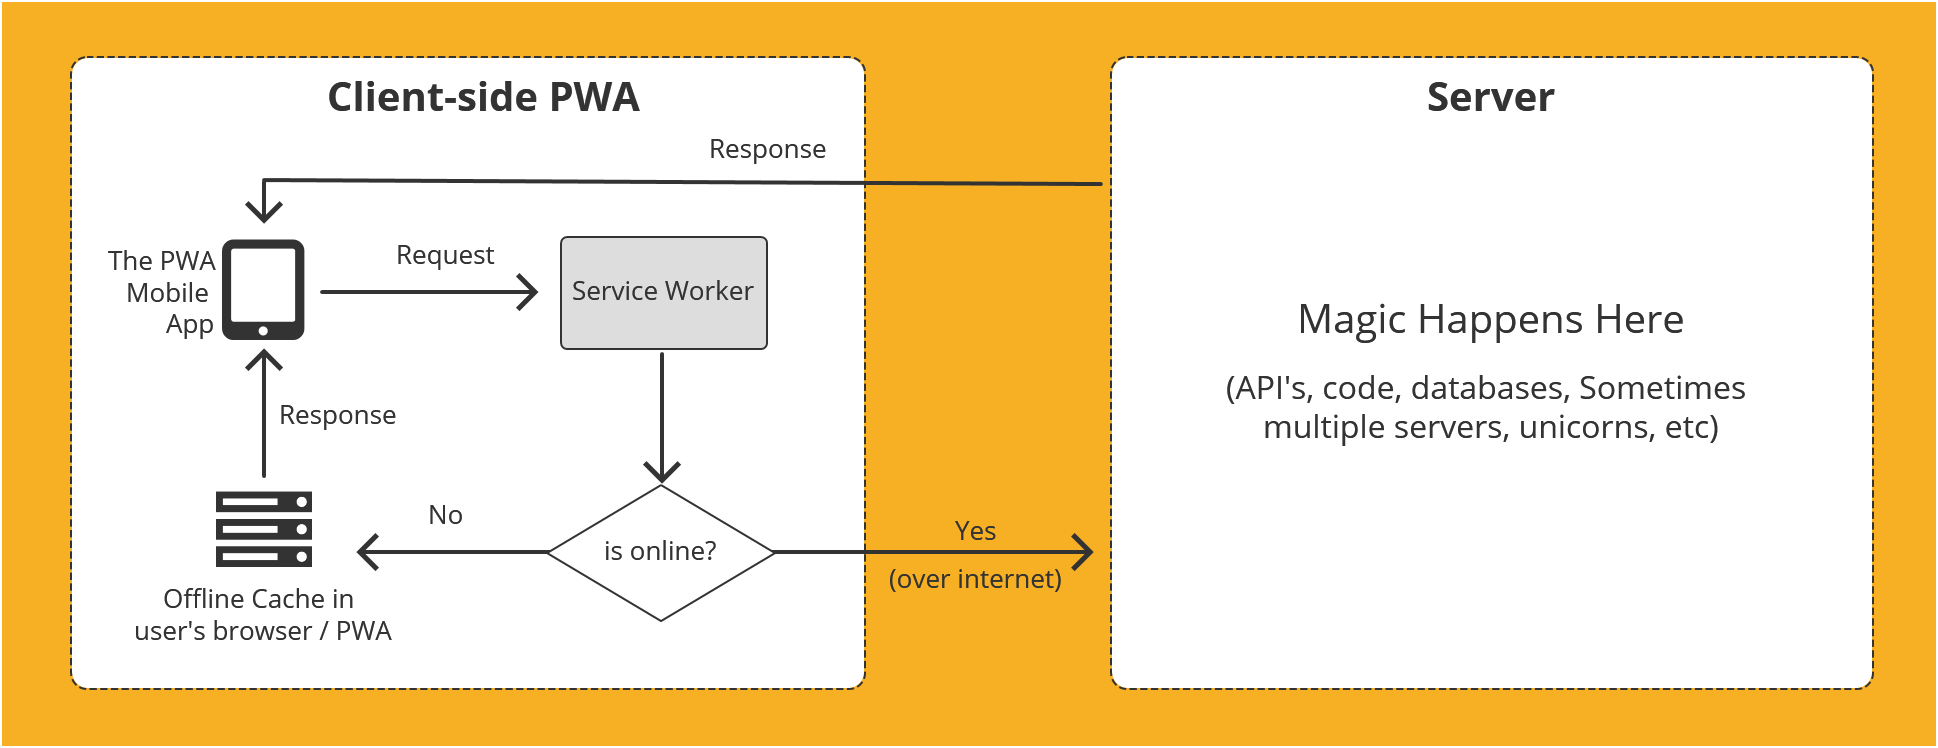 Client-side PWA
Response
The PWA
Mobile
App
Request
Service Worker
Response
No
is online?
Offline Cache in
user's browser / PWA
Yes
(over internet)
Server
Magic Happens Here
(API's, code, databases, Sometimes
multiple servers, unicorns, etc)